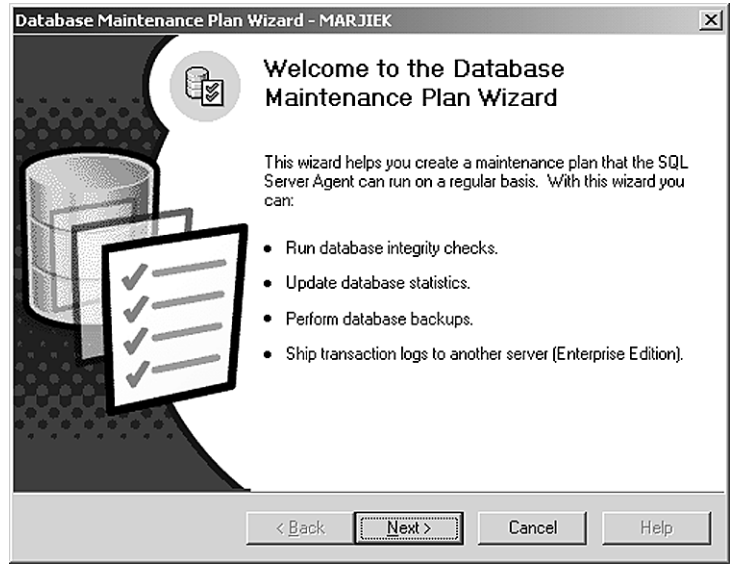 Database Maintenance Plan Wizard - MARJIEK
Welcome to the Database
Maintenance Plan Wizard
This wizard helps you create a maintenance plan that the SQL
Server Agent can run on a regular basis. With this wizard you
can:
• Run database integrity checks.
• Update database statistics.
• Perform database backups.
• Ship transaction logs to another server (Enterprise Edition).
< Back Next > Cancel Help